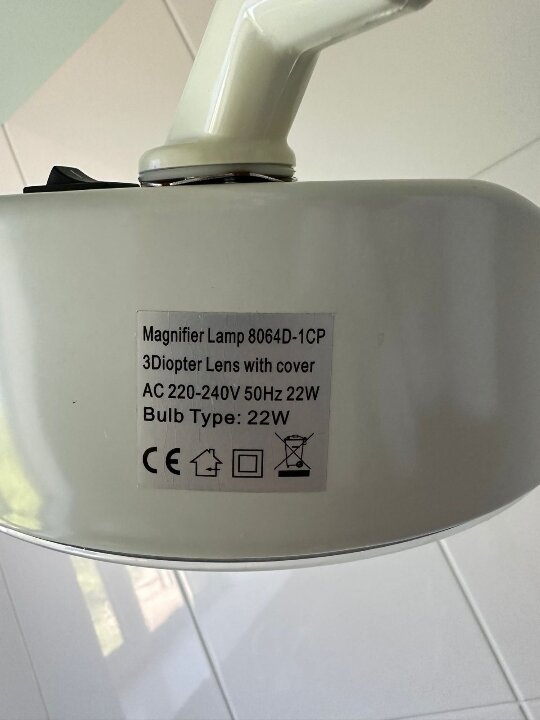 Magnifier Lamp 8064D-1CP
3Diopter Lens with cover
AC 220-240V 50Hz 22W
Bulb Type: 22W
CE